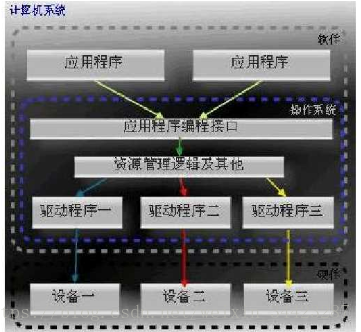 计算机系统
软件
应用程序
应用程序
操作系统
应用程序编程接口
资源管理逻辑及其他
驱动程序一
驱动程序二
驱动程序三
硬件
设备一
设备二
设备三